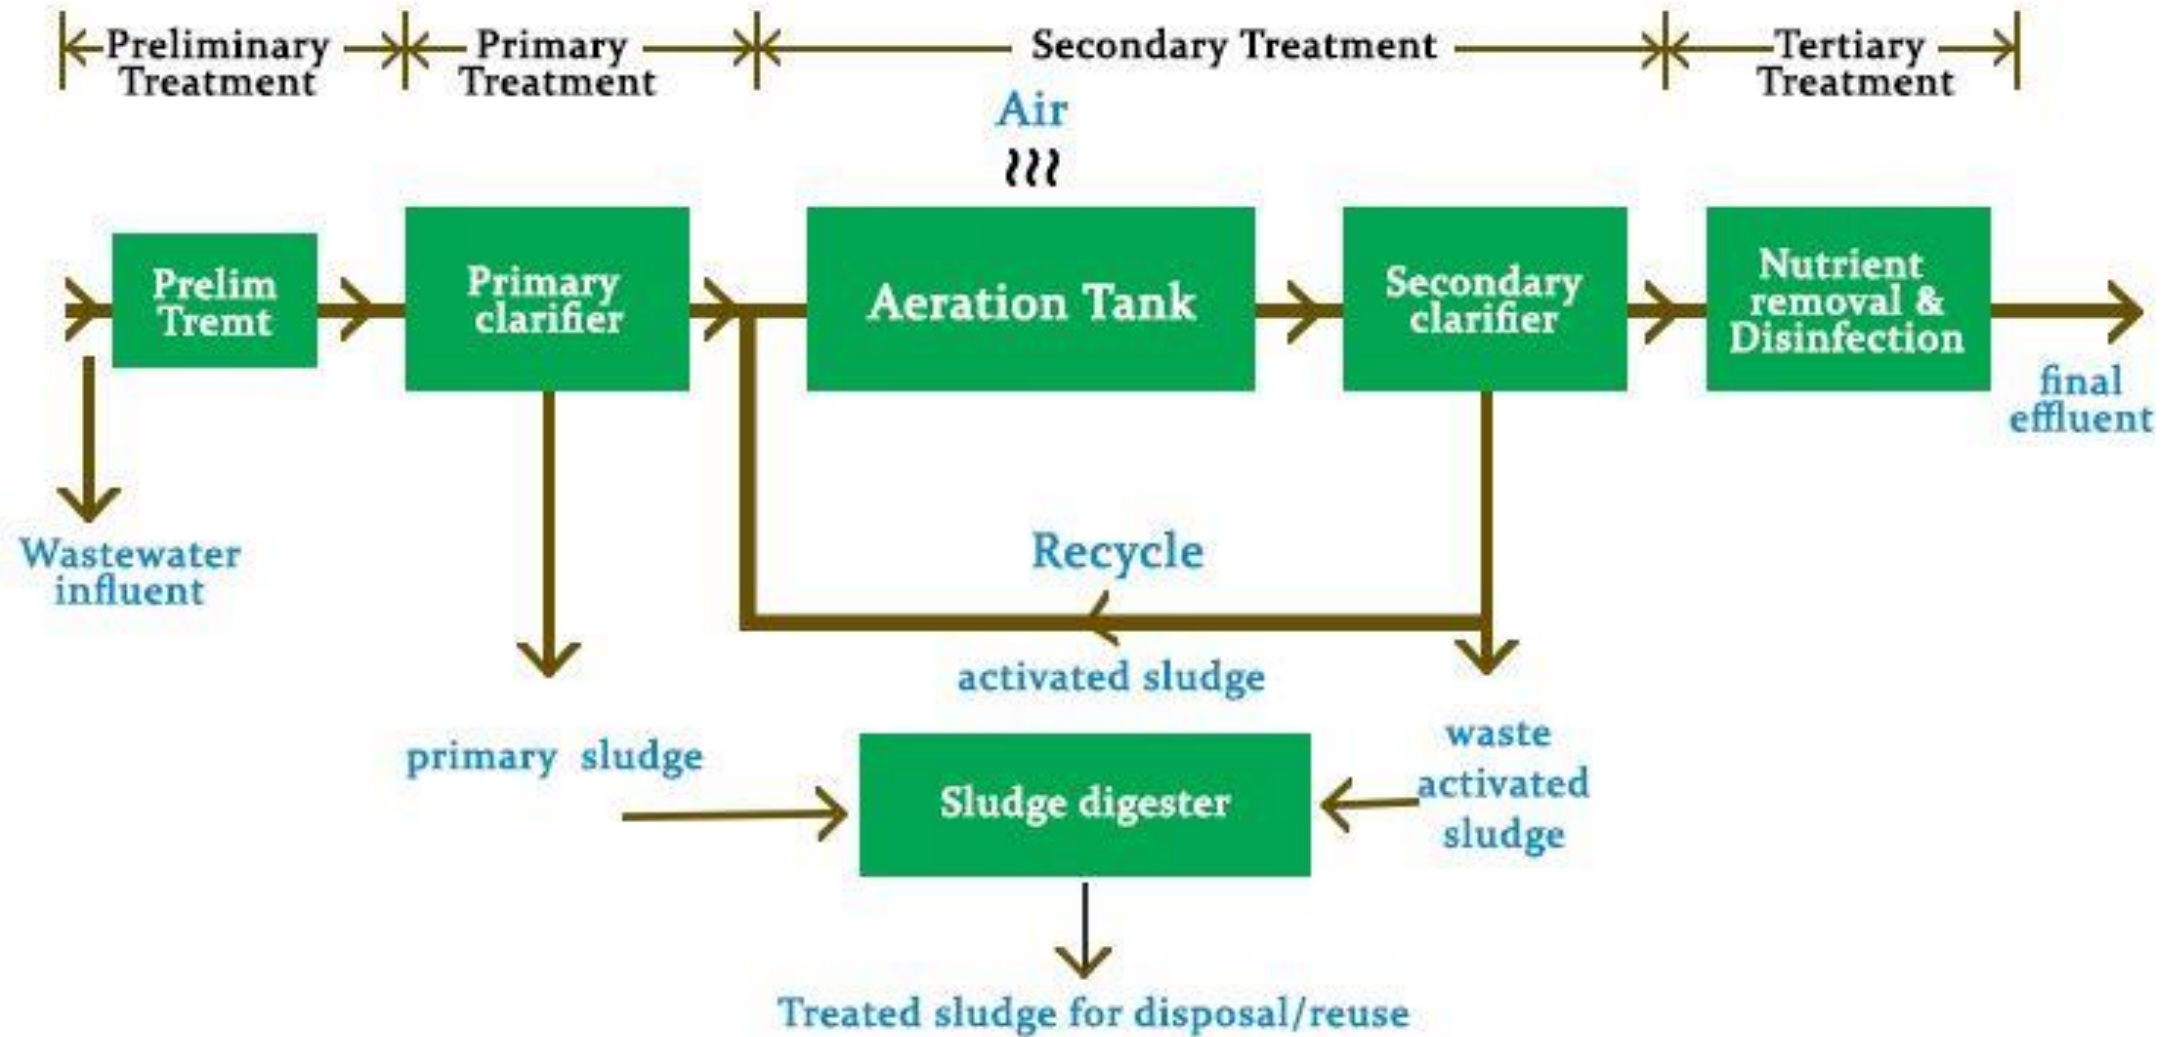 Preliminary
Treatment
Primary
Treatment
Secondary Treatment
Tertiary
Treatment
Air
Prelim
Tremt
Primary
clarifier
Aeration Tank
Secondary
clarifier
Nutrient
removal &
Disinfection
final
effluent
Wastewater
influent
Recycle
activated sludge
primary sludge
Sludge digester
waste
activated
sludge
Treated sludge for disposal/reuse